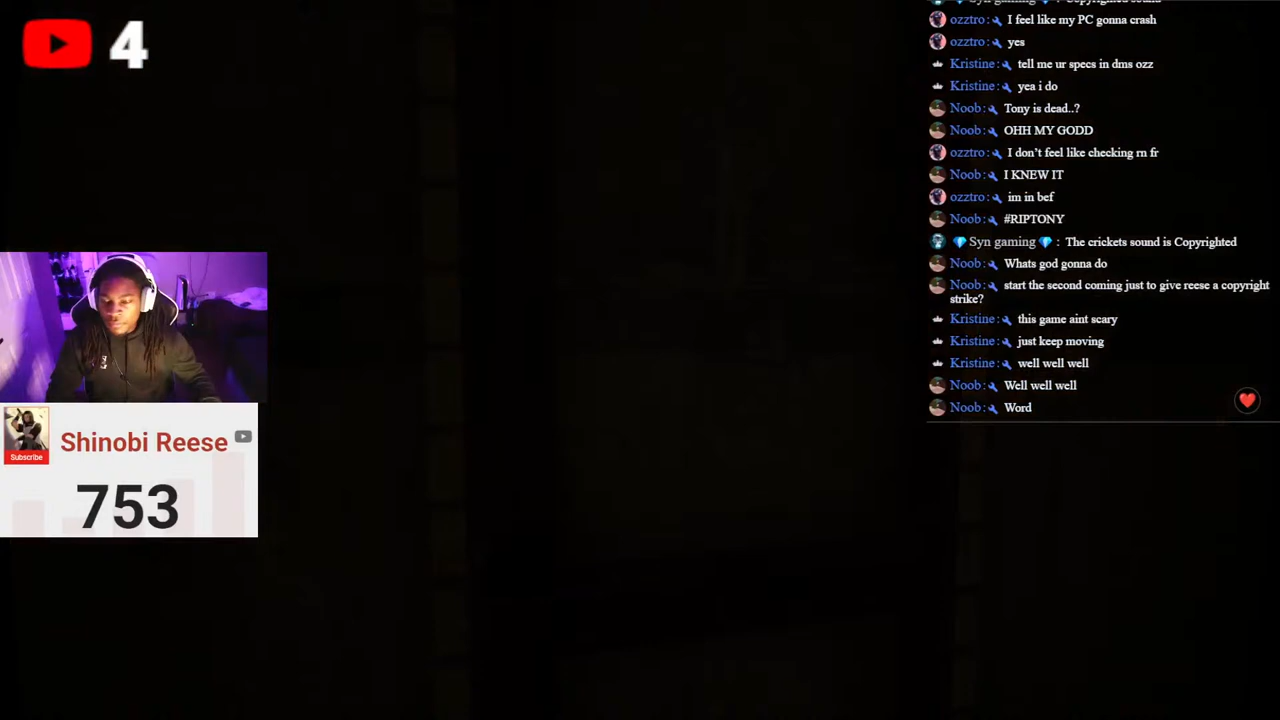 4
ozztro: I feel like my PC gonna crash
ozztro: yes
Kristine: tell me ur specs in dms ozz
Kristine: yea i do
Noob: Tony is dead..?
Noob: OHH MY GODD
ozztro: I don't feel like checking rn fr
Noob: I KNEW IT
ozztro: im in bef
Noob: #RIPTONY
Syn gaming : The crickets sound is Copyrighted
Noob: Whats god gonna do
Noob: start the second coming just to give reese a copyright
strike?
Kristine: this game aint scary
Kristine: just keep moving
Kristine: well well well
Noob: Well well well
Noob: Word
Shinobi Reese
Subscribe
753